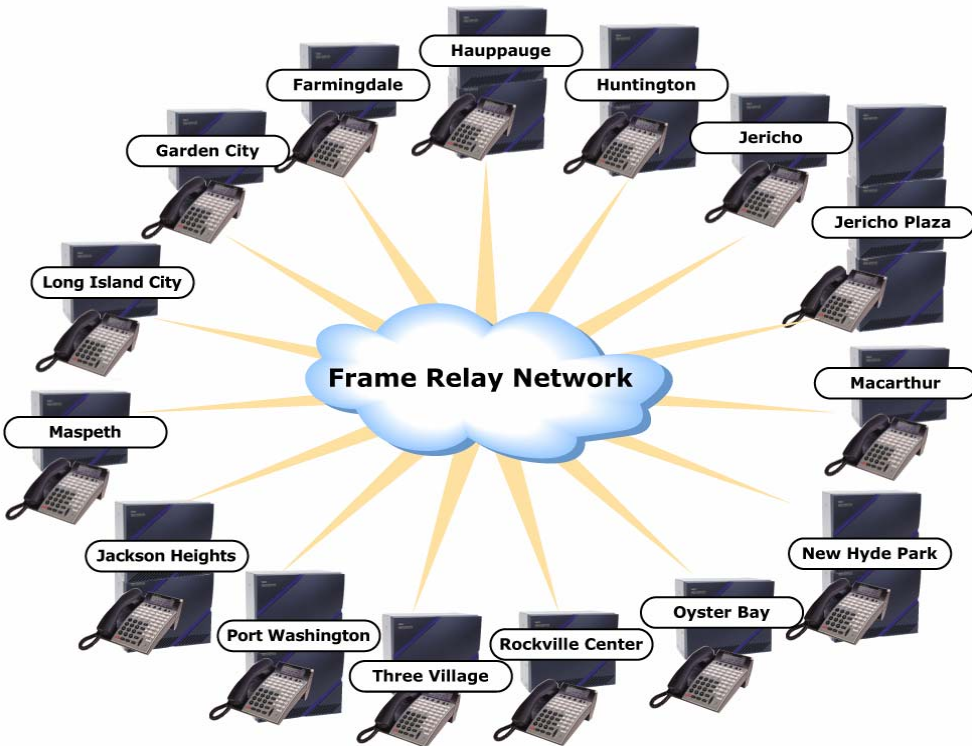 Hauppauge
Farmingdale
Huntington
Garden City
Jericho
Jericho Plaza
Long Island City
Frame Relay Network
Macarthur
Maspeth
Jackson Heights
New Hyde Park
Oyster Bay
Port Washington
Rockville Center
Three Village